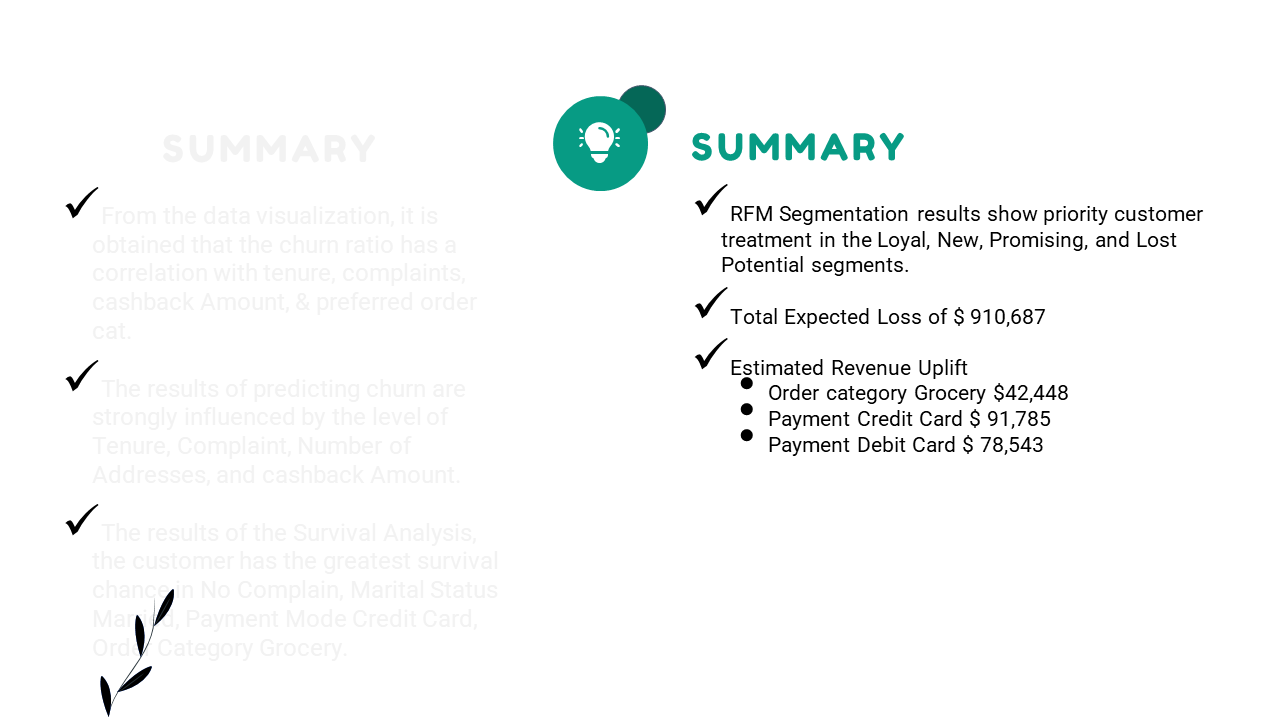 SUMMARY
✓ From the data visualization, it is
obtained that the churn ratio has a
correlation with tenure, complaints,
cashback Amount, & preferred order
cat.
✓ The results of predicting churn are
strongly influenced by the level of
Tenure, Complaint, Number of
Addresses, and cashback Amount.
✓ The results of the Survival Analysis,
the customer has the greatest survival
chance in No Complain, Marital Status
Married, Payment Mode Credit Card,
Order Category Grocery.
SUMMARY
✓ RFM Segmentation results show priority customer
treatment in the Loyal, New, Promising, and Lost
Potential segments.
✓ Total Expected Loss of $ 910,687
✓ Estimated Revenue Uplift
● Order category Grocery $42,448
● Payment Credit Card $ 91,785
● Payment Debit Card $ 78,543